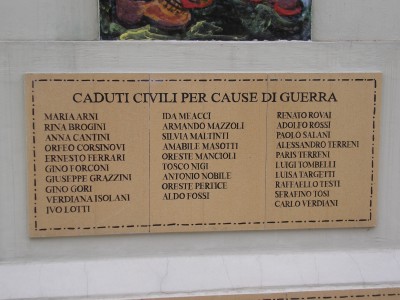 CADUTI CIVILI PER CAUSE DI GUERRA
MARIA ARNI
RINA BROGINI
ANNA CANTINI
ORFEO CORSINOVI
ERNESTO FERRARI
GINO FORCONI
GIUSEPPE GRAZZINI
GINO GORI
VERDIANA ISOLANI
IVO LOTTI
IDA MEACCI
ARMANDO MAZZOLI
SILVIA MALTINTI
AMABILE MASOTTI
ORESTE MANCIOLI
TOSCO NIGI
ANTONIO NOBILE
ORESTE PERTICE
ALDO FOSSI
RENATO ROVAI
ADOLFO ROSSI
PAOLO SALANI
ALESSANDRO TERRENI
PARIS TERRENI
LUIGI TOMBELLI
LUISA TARGETTI
RAFFAELLO TESTI
SERAFINO TOSI
CARLO VERDIANI